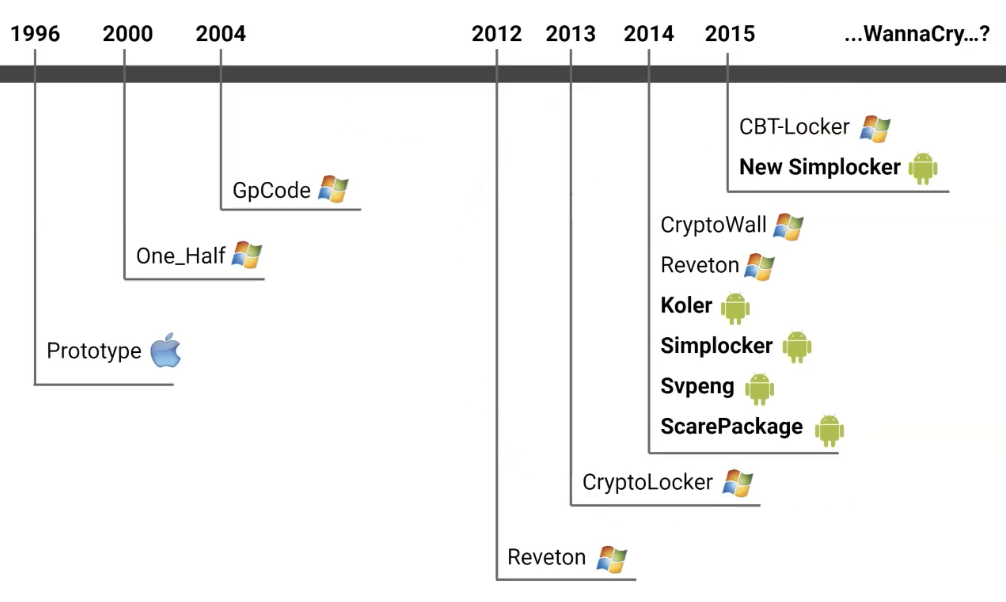 1996 2000 2004 2012 2013 2014 2015 ...WannaCry...?
CBT-Locker
New Simplocker
GpCode
CryptoWall
One_Half
Reveton
Koler
Prototype
Simplocker
Svpeng
ScarePackage
CryptoLocker
Reveton